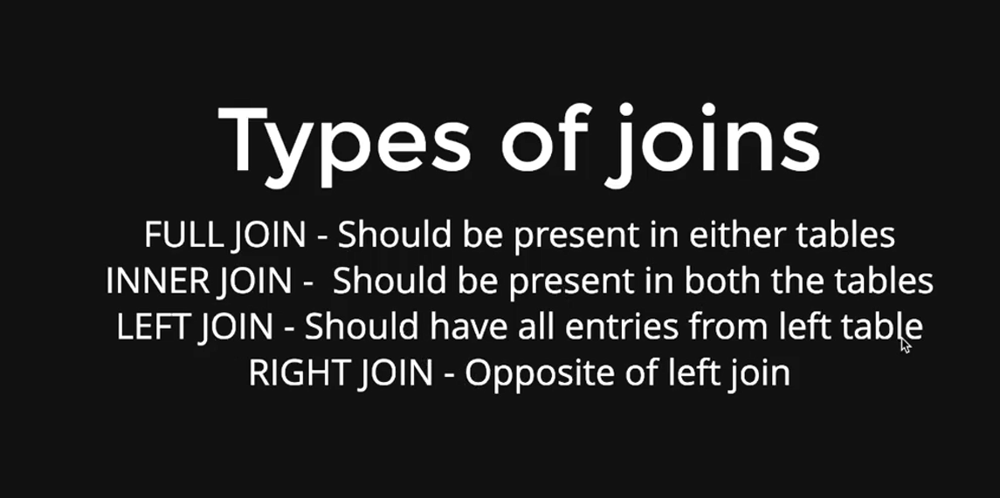 Types of joins
FULL JOIN - Should be present in either tables
INNER JOIN -  Should be present in both the tables
LEFT JOIN - Should have all entries from left table
RIGHT JOIN - Opposite of left join